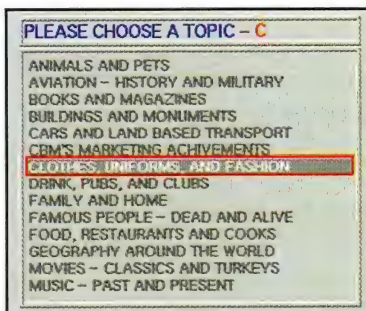 PLEASE CHOOSE A TOPIC – C
ANIMALS AND PETS
AVIATION – HISTORY AND MILITARY
BOOKS AND MAGAZINES
BUILDINGS AND MONUMENTS
CARS AND LAND BASED TRANSPORT
CBM'S MARKETING ACHIVEMENTS
CLOTHES, UNIFORMS, AND FASHION
DRINK, PUBS, AND CLUBS
FAMILY AND HOME
FAMOUS PEOPLE – DEAD AND ALIVE
FOOD, RESTAURANTS AND COOKS
GEOGRAPHY AROUND THE WORLD
MOVIES – CLASSICS AND TURKEYS
MUSIC – PAST AND PRESENT